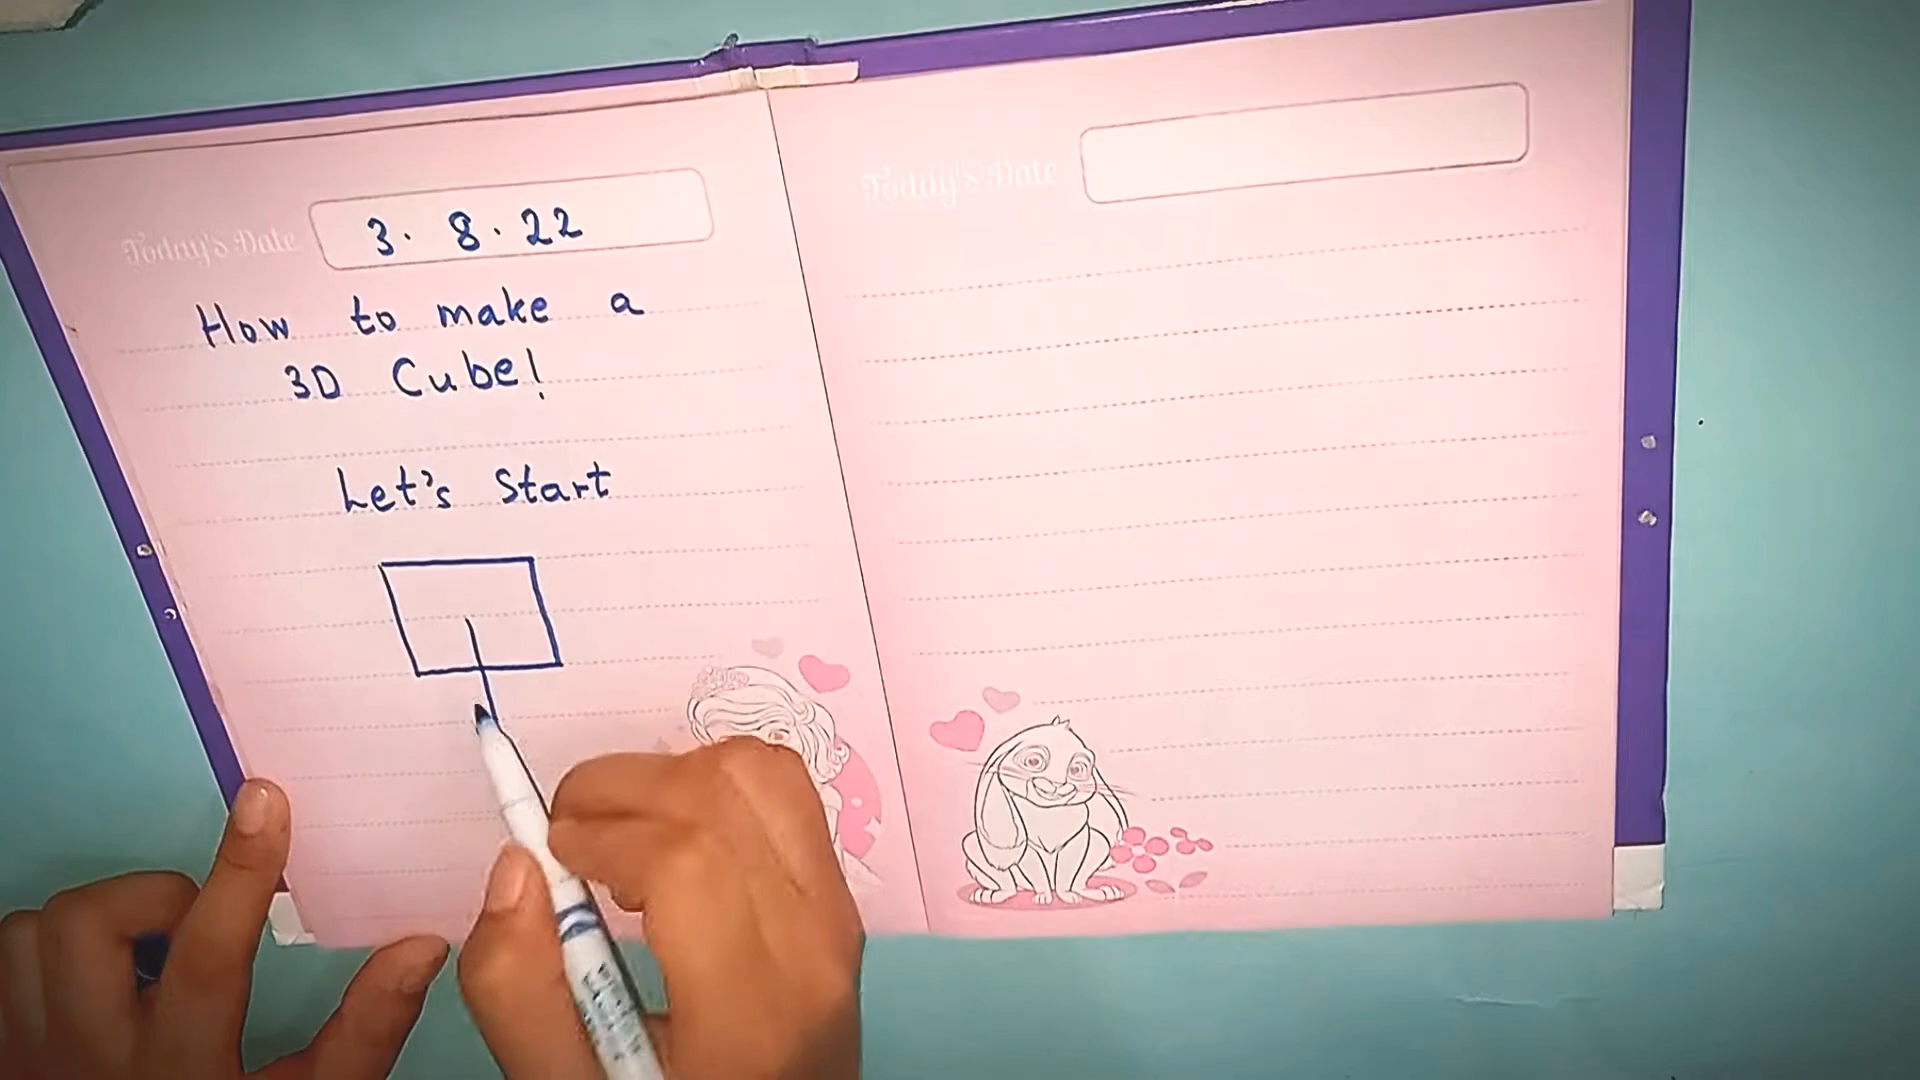 Today's Date 3. 8. 22
How to make a
3D Cube!
Let's Start
Today's Date